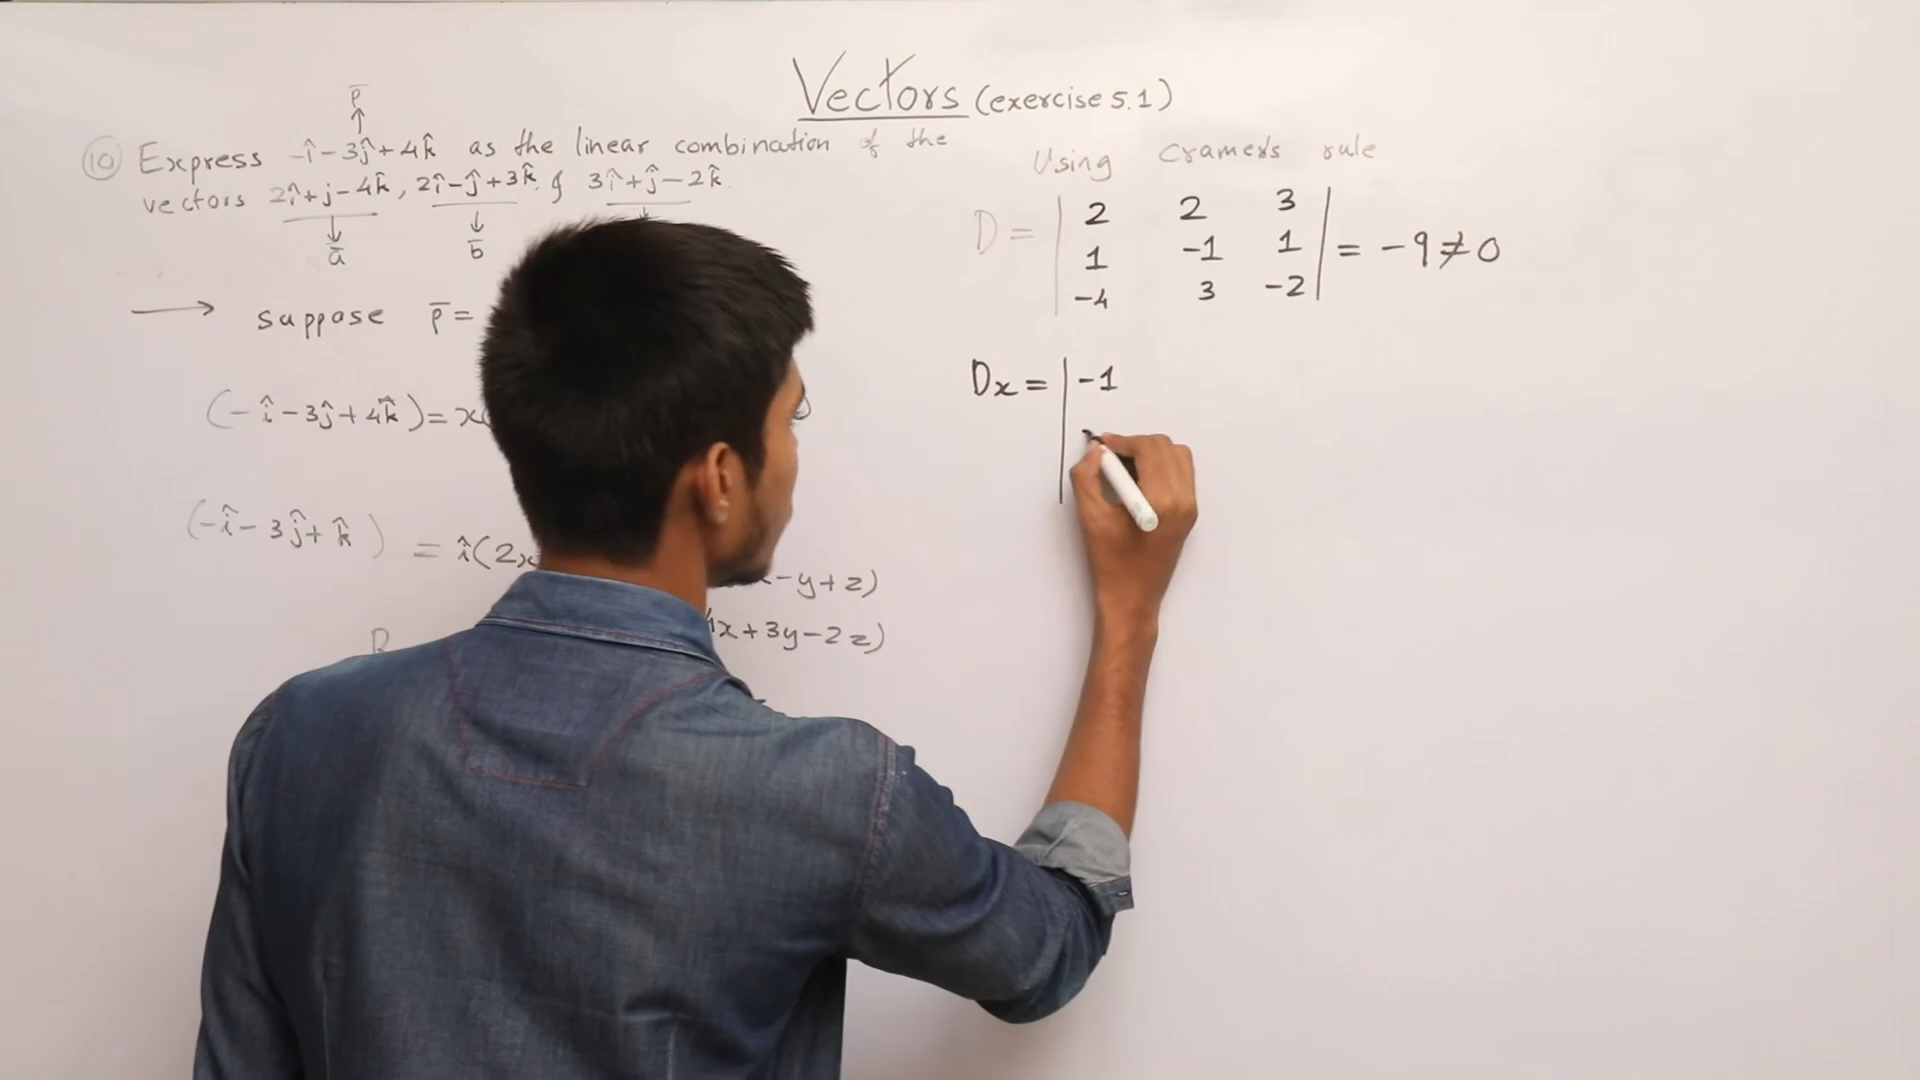 Vectors (exercise 5.1)
p̅
↑
⑩ Express -î-3ĵ+4k̂ as the linear combination of the
vectors 2î+j-4k̂, 2î-ĵ+3k̂, & 3î+ĵ-2k̂.
↓ ↓ ↓
a̅ b̅
→ suppase p̅ =
(-î-3ĵ+4k̂)= x(
(-î-3ĵ+k̂) = î(2x
-y+z)
x+3y-2z)
Using cramer's rule
D = | 2 2 3 |
| 1 -1 1 | = -9≠0
| -4 3 -2 |
Dx = | -1